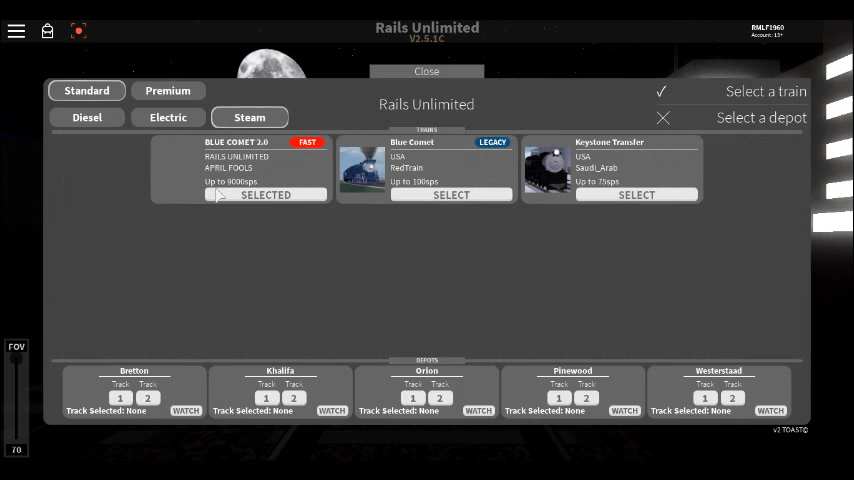 Rails Unlimited
V2.5.1C
RMLF1960
Account: 13+
Close
Standard Premium
Diesel Electric Steam
Rails Unlimited
✓ Select a train
X Select a depot
TRAINS
BLUE COMET 2.0 FAST
RAILS UNLIMITED
APRIL FOOLS
Up to 9000sps
SELECTED
Blue Comet LEGACY
USA
RedTrain
Up to 100sps
SELECT
Keystone Transfer
USA
Saudi_Arab
Up to 75sps
SELECT
DEPOTS
Bretton
Track Track
1 2
Track Selected: None WATCH
Khalifa
Track Track
1 2
Track Selected: None WATCH
Orion
Track Track
1 2
Track Selected: None WATCH
Pinewood
Track Track
1 2
Track Selected: None WATCH
Westerstaad
Track Track
1 2
Track Selected: None WATCH
v2 TOAST©
FOV
70